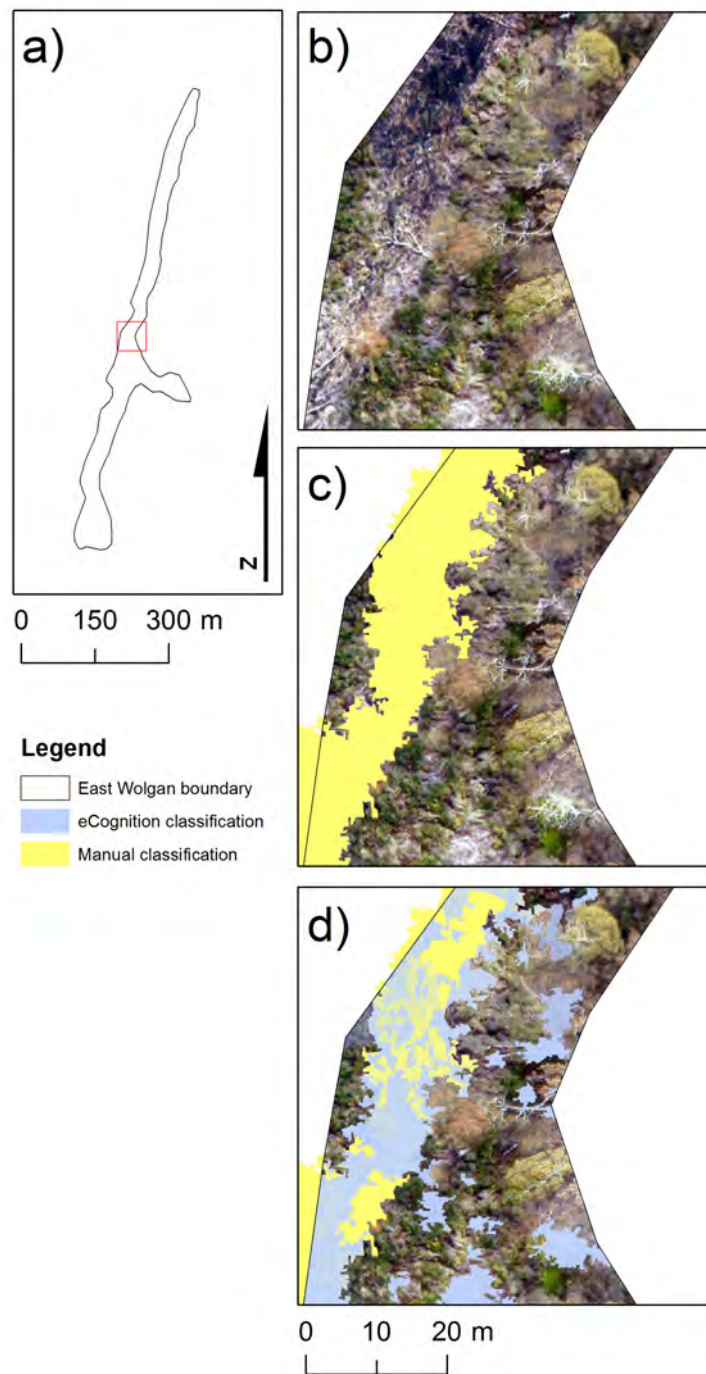 a)
N
0 150 300 m
Legend
East Wolgan boundary
eCognition classification
Manual classification
b)
c)
d)
0 10 20 m